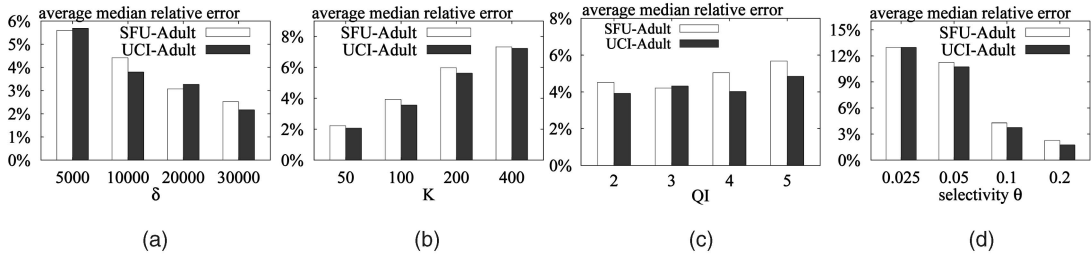 average median relative error
6%
5%
4%
3%
2%
1%
0%
SFU-Adult
UCI-Adult
5000 10000 20000 30000
δ
(a)
average median relative error
8%
6%
4%
2%
0%
SFU-Adult
UCI-Adult
50 100 200 400
K
(b)
average median relative error
8%
6%
4%
2%
0%
SFU-Adult
UCI-Adult
2 3 4 5
QI
(c)
average median relative error
15%
12%
9%
6%
3%
0%
SFU-Adult
UCI-Adult
0.025 0.05 0.1 0.2
selectivity θ
(d)